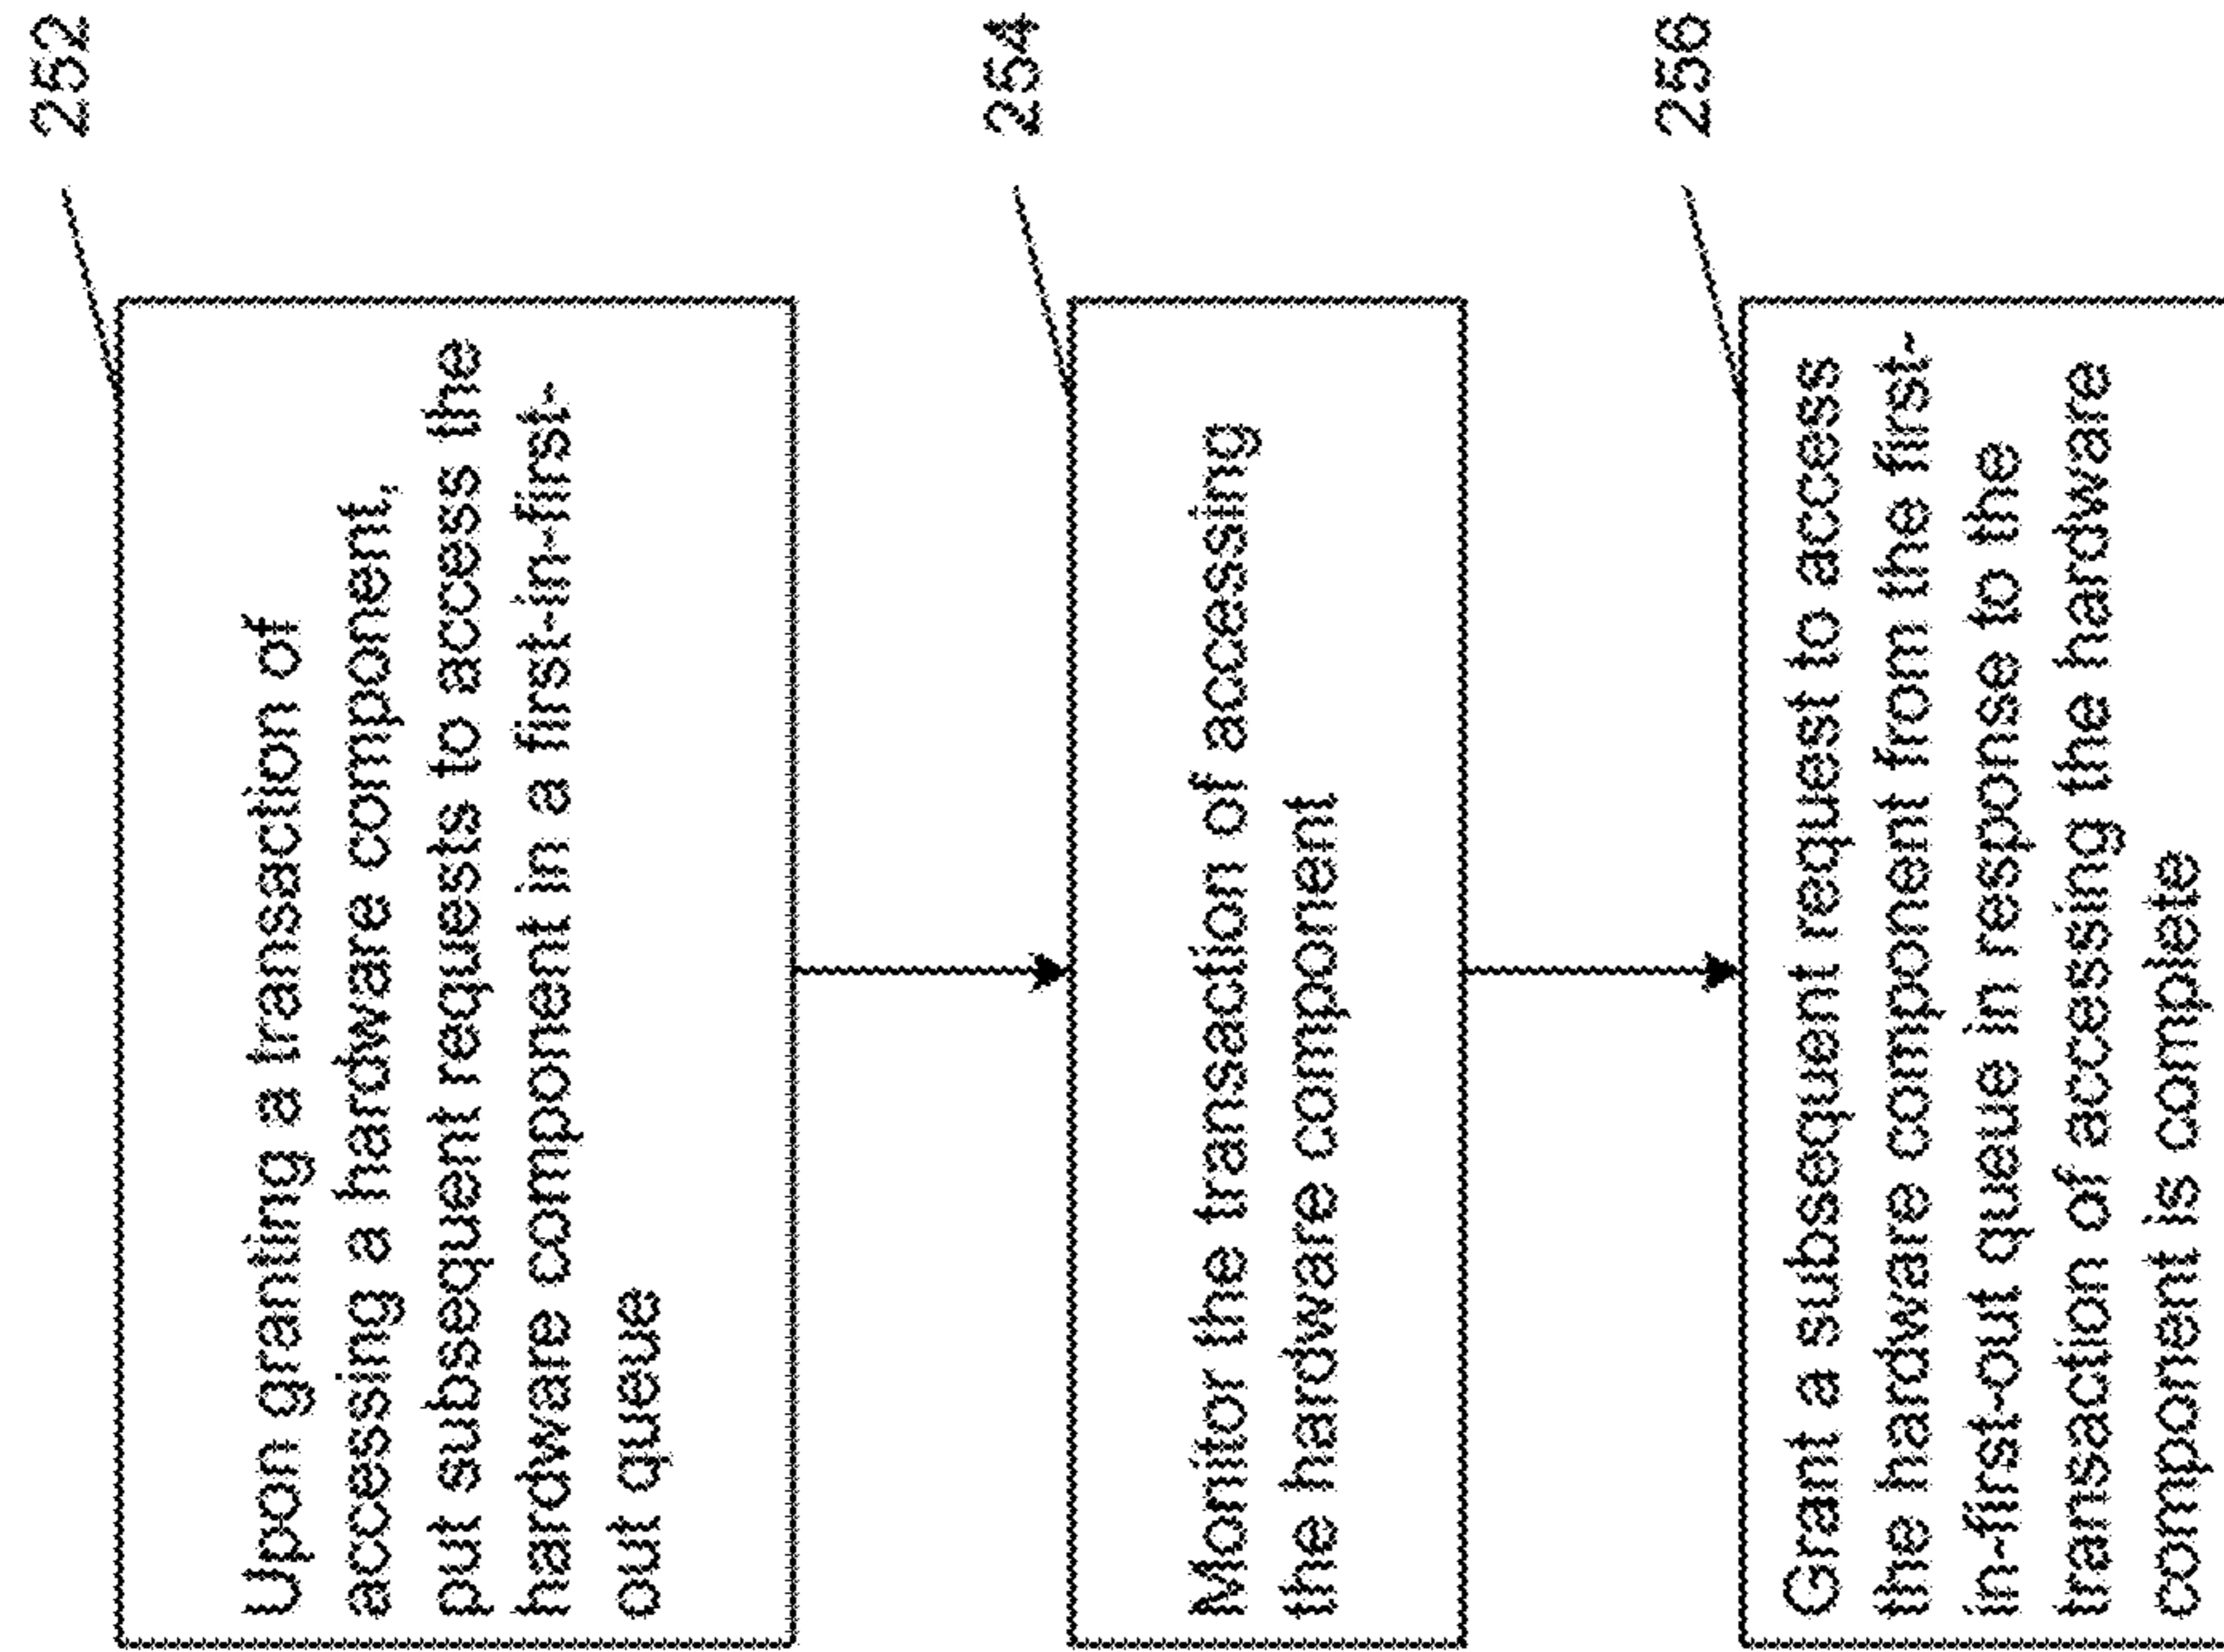 252
Upon granting a transaction of
accessing a hardware component,
put subsequent requests to access the
hardware component in a first-in-first-
out queue
254
Monitor the transaction of accessing
the hardware component
256
Grant a subsequent request to access
the hardware component from the first-
in-first-out queue in response to the
transaction of accessing the hardware
component is complete